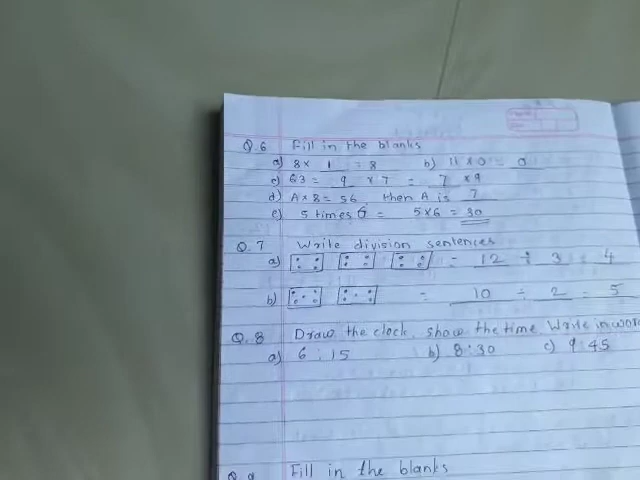 Q.6 Fill in the blanks
a) 8 × 1 = 8 b) 11 × 0 = 0
c) 63 = 9 × 7 = 7 × 9
d) A × 8 = 56, then A is 7
e) 5 times 6 = 5×6 = 30
Q.7 Write division sentences
a) = 12 ÷ 3 = 4
b) = 10 ÷ 2 = 5
Q.8 Draw the clock, show the time Write in wor
a) 6:15 b) 8:30 c) 9:45
Q.9 Fill in the blanks